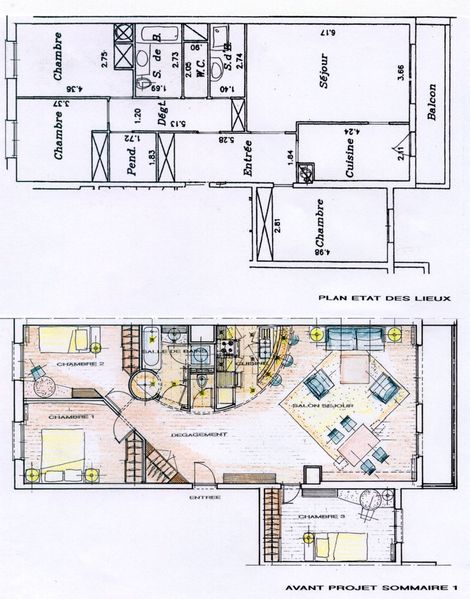 Chambre
4.36
2.75
S. de B.
1.69
2.73
.90
2.05
W.C.
S.d'E
1.40
2.74
6.17
Séjour
3.66
Balcon
3.37
Chambre
1.20
Dégt.
5.13
1.72
Pend.
1.83
5.28
Entrée
1.84
4.24
Cuisine
2.11
2.81
4.98
Chambre
PLAN ETAT DES LIEUX
CHAMBRE 2
SALLE DE BAIN
CUISINE
CHAMBRE 1
SALON SEJOUR
DEGAGEMENT
ENTREE
CHAMBRE 3
AVANT PROJET SOMMAIRE 1